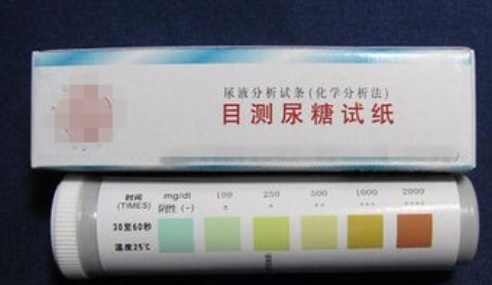 尿液分析试条(化学分析法)
目测尿糖试纸
时间 mg/dl 100 250 500 1000 2000
(TIMES) 阴性(-) ± + ++ +++ ++++
30至60秒
温度25℃